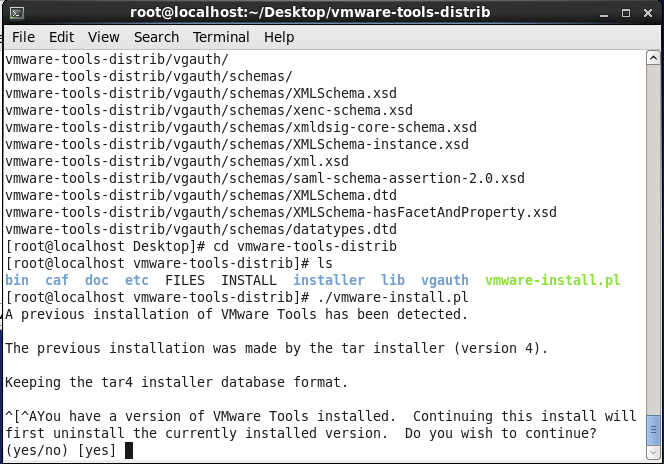 root@localhost:~/Desktop/vmware-tools-distrib
File Edit View Search Terminal Help
vmware-tools-distrib/vgauth/
vmware-tools-distrib/vgauth/schemas/
vmware-tools-distrib/vgauth/schemas/XMLSchema.xsd
vmware-tools-distrib/vgauth/schemas/xenc-schema.xsd
vmware-tools-distrib/vgauth/schemas/xmldsig-core-schema.xsd
vmware-tools-distrib/vgauth/schemas/XMLSchema-instance.xsd
vmware-tools-distrib/vgauth/schemas/xml.xsd
vmware-tools-distrib/vgauth/schemas/saml-schema-assertion-2.0.xsd
vmware-tools-distrib/vgauth/schemas/XMLSchema.dtd
vmware-tools-distrib/vgauth/schemas/XMLSchema-hasFacetAndProperty.xsd
vmware-tools-distrib/vgauth/schemas/datatypes.dtd
[root@localhost Desktop]# cd vmware-tools-distrib
[root@localhost vmware-tools-distrib]# ls
bin caf doc etc FILES INSTALL installer lib vgauth vmware-install.pl
[root@localhost vmware-tools-distrib]# ./vmware-install.pl
A previous installation of VMware Tools has been detected.
The previous installation was made by the tar installer (version 4).
Keeping the tar4 installer database format.
^[^AYou have a version of VMware Tools installed.  Continuing this install will
first uninstall the currently installed version.  Do you wish to continue?
(yes/no) [yes]